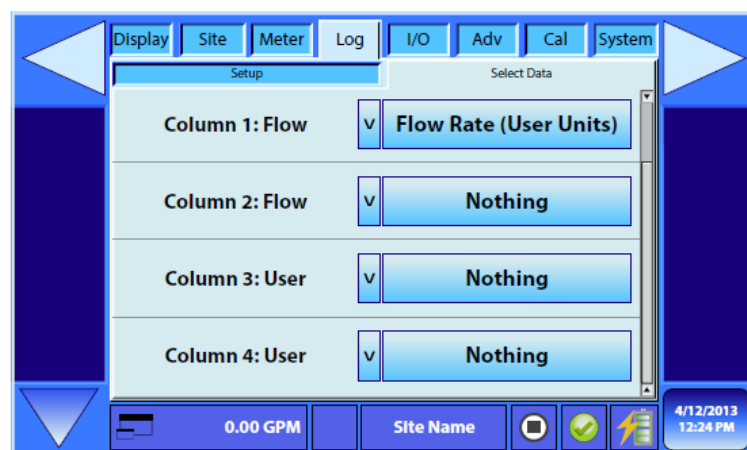 Display Site Meter Log I/O Adv Cal System
Setup Select Data
Column 1: Flow v Flow Rate (User Units)
Column 2: Flow v Nothing
Column 3: User v Nothing
Column 4: User v Nothing
0.00 GPM Site Name 4/12/2013
12:24 PM